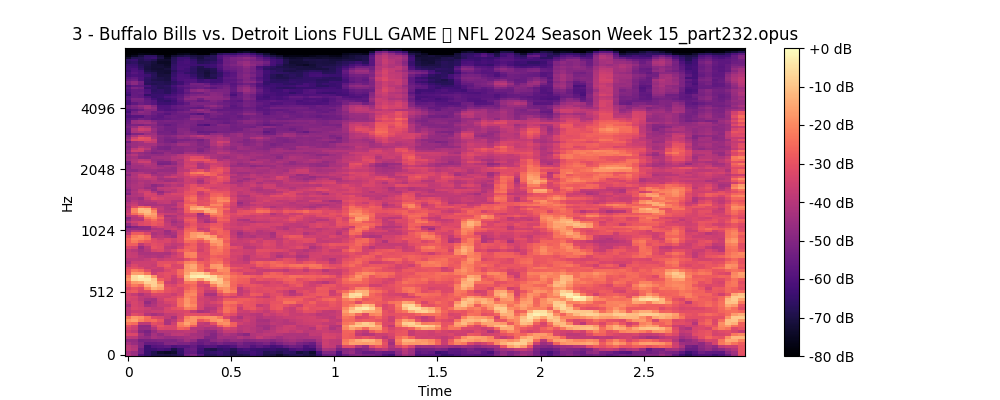 3 - Buffalo Bills vs. Detroit Lions FULL GAME ▯ NFL 2024 Season Week 15_part232.opus
+0 dB
-10 dB
-20 dB
-30 dB
-40 dB
-50 dB
-60 dB
-70 dB
-80 dB
4096
2048
1024
512
0
Hz
0
0.5
1
1.5
2
2.5
Time